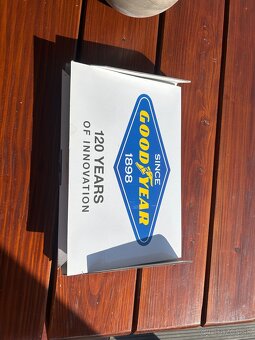 SINCE
GOODYEAR
1898
120 YEARS
OF INNOVATION